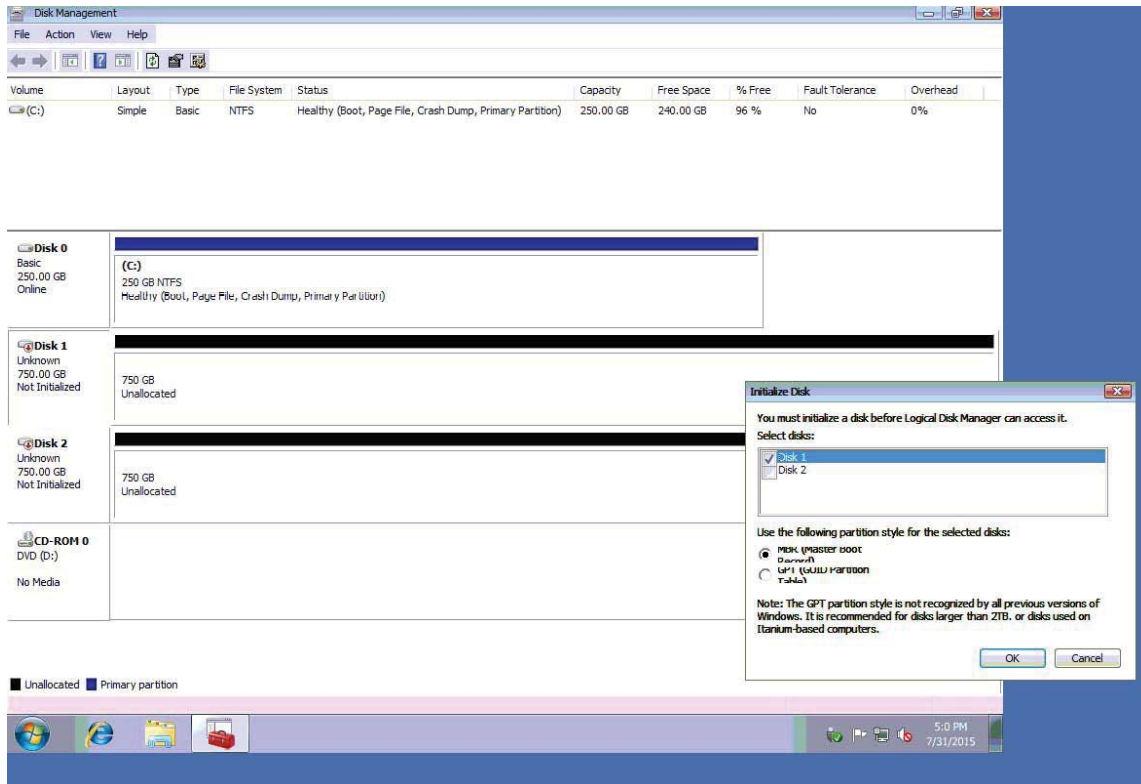 Disk Management
File Action View Help
Volume Layout Type File System Status Capacity Free Space % Free Fault Tolerance Overhead
(C:) Simple Basic NTFS Healthy (Boot, Page File, Crash Dump, Primary Partition) 250.00 GB 240.00 GB 96 % No 0%
Disk 0
Basic
250.00 GB
Online
(C:)
250 GB NTFS
Healthy (Boot, Page File, Crash Dump, Primary Partition)
Disk 1
Unknown
750.00 GB
Not Initialized
750 GB
Unallocated
Disk 2
Unknown
750.00 GB
Not Initialized
750 GB
Unallocated
CD-ROM 0
DVD (D:)
No Media
Unallocated Primary partition
Initialize Disk
You must initialize a disk before Logical Disk Manager can access it.
Select disks:
Disk 1
Disk 2
Use the following partition style for the selected disks:
MBR (Master Boot
Record)
GPT (GUID Partition
Table)
Note: The GPT partition style is not recognized by all previous versions of
Windows. It is recommended for disks larger than 2TB. or disks used on
Itanium-based computers.
OK Cancel
5:0 PM
7/31/2015